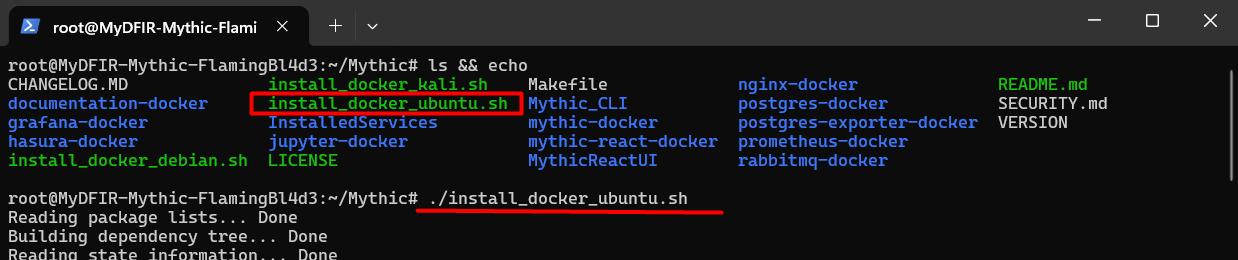 root@MyDFIR-Mythic-Flami
root@MyDFIR-Mythic-FlamingBl4d3:~/Mythic# ls && echo
CHANGELOG.MD install_docker_kali.sh Makefile nginx-docker README.md
documentation-docker install_docker_ubuntu.sh Mythic_CLI postgres-docker SECURITY.md
grafana-docker InstalledServices mythic-docker postgres-exporter-docker VERSION
hasura-docker jupyter-docker mythic-react-docker prometheus-docker
install_docker_debian.sh LICENSE MythicReactUI rabbitmq-docker
root@MyDFIR-Mythic-FlamingBl4d3:~/Mythic# ./install_docker_ubuntu.sh
Reading package lists... Done
Building dependency tree... Done
Reading state information... Done